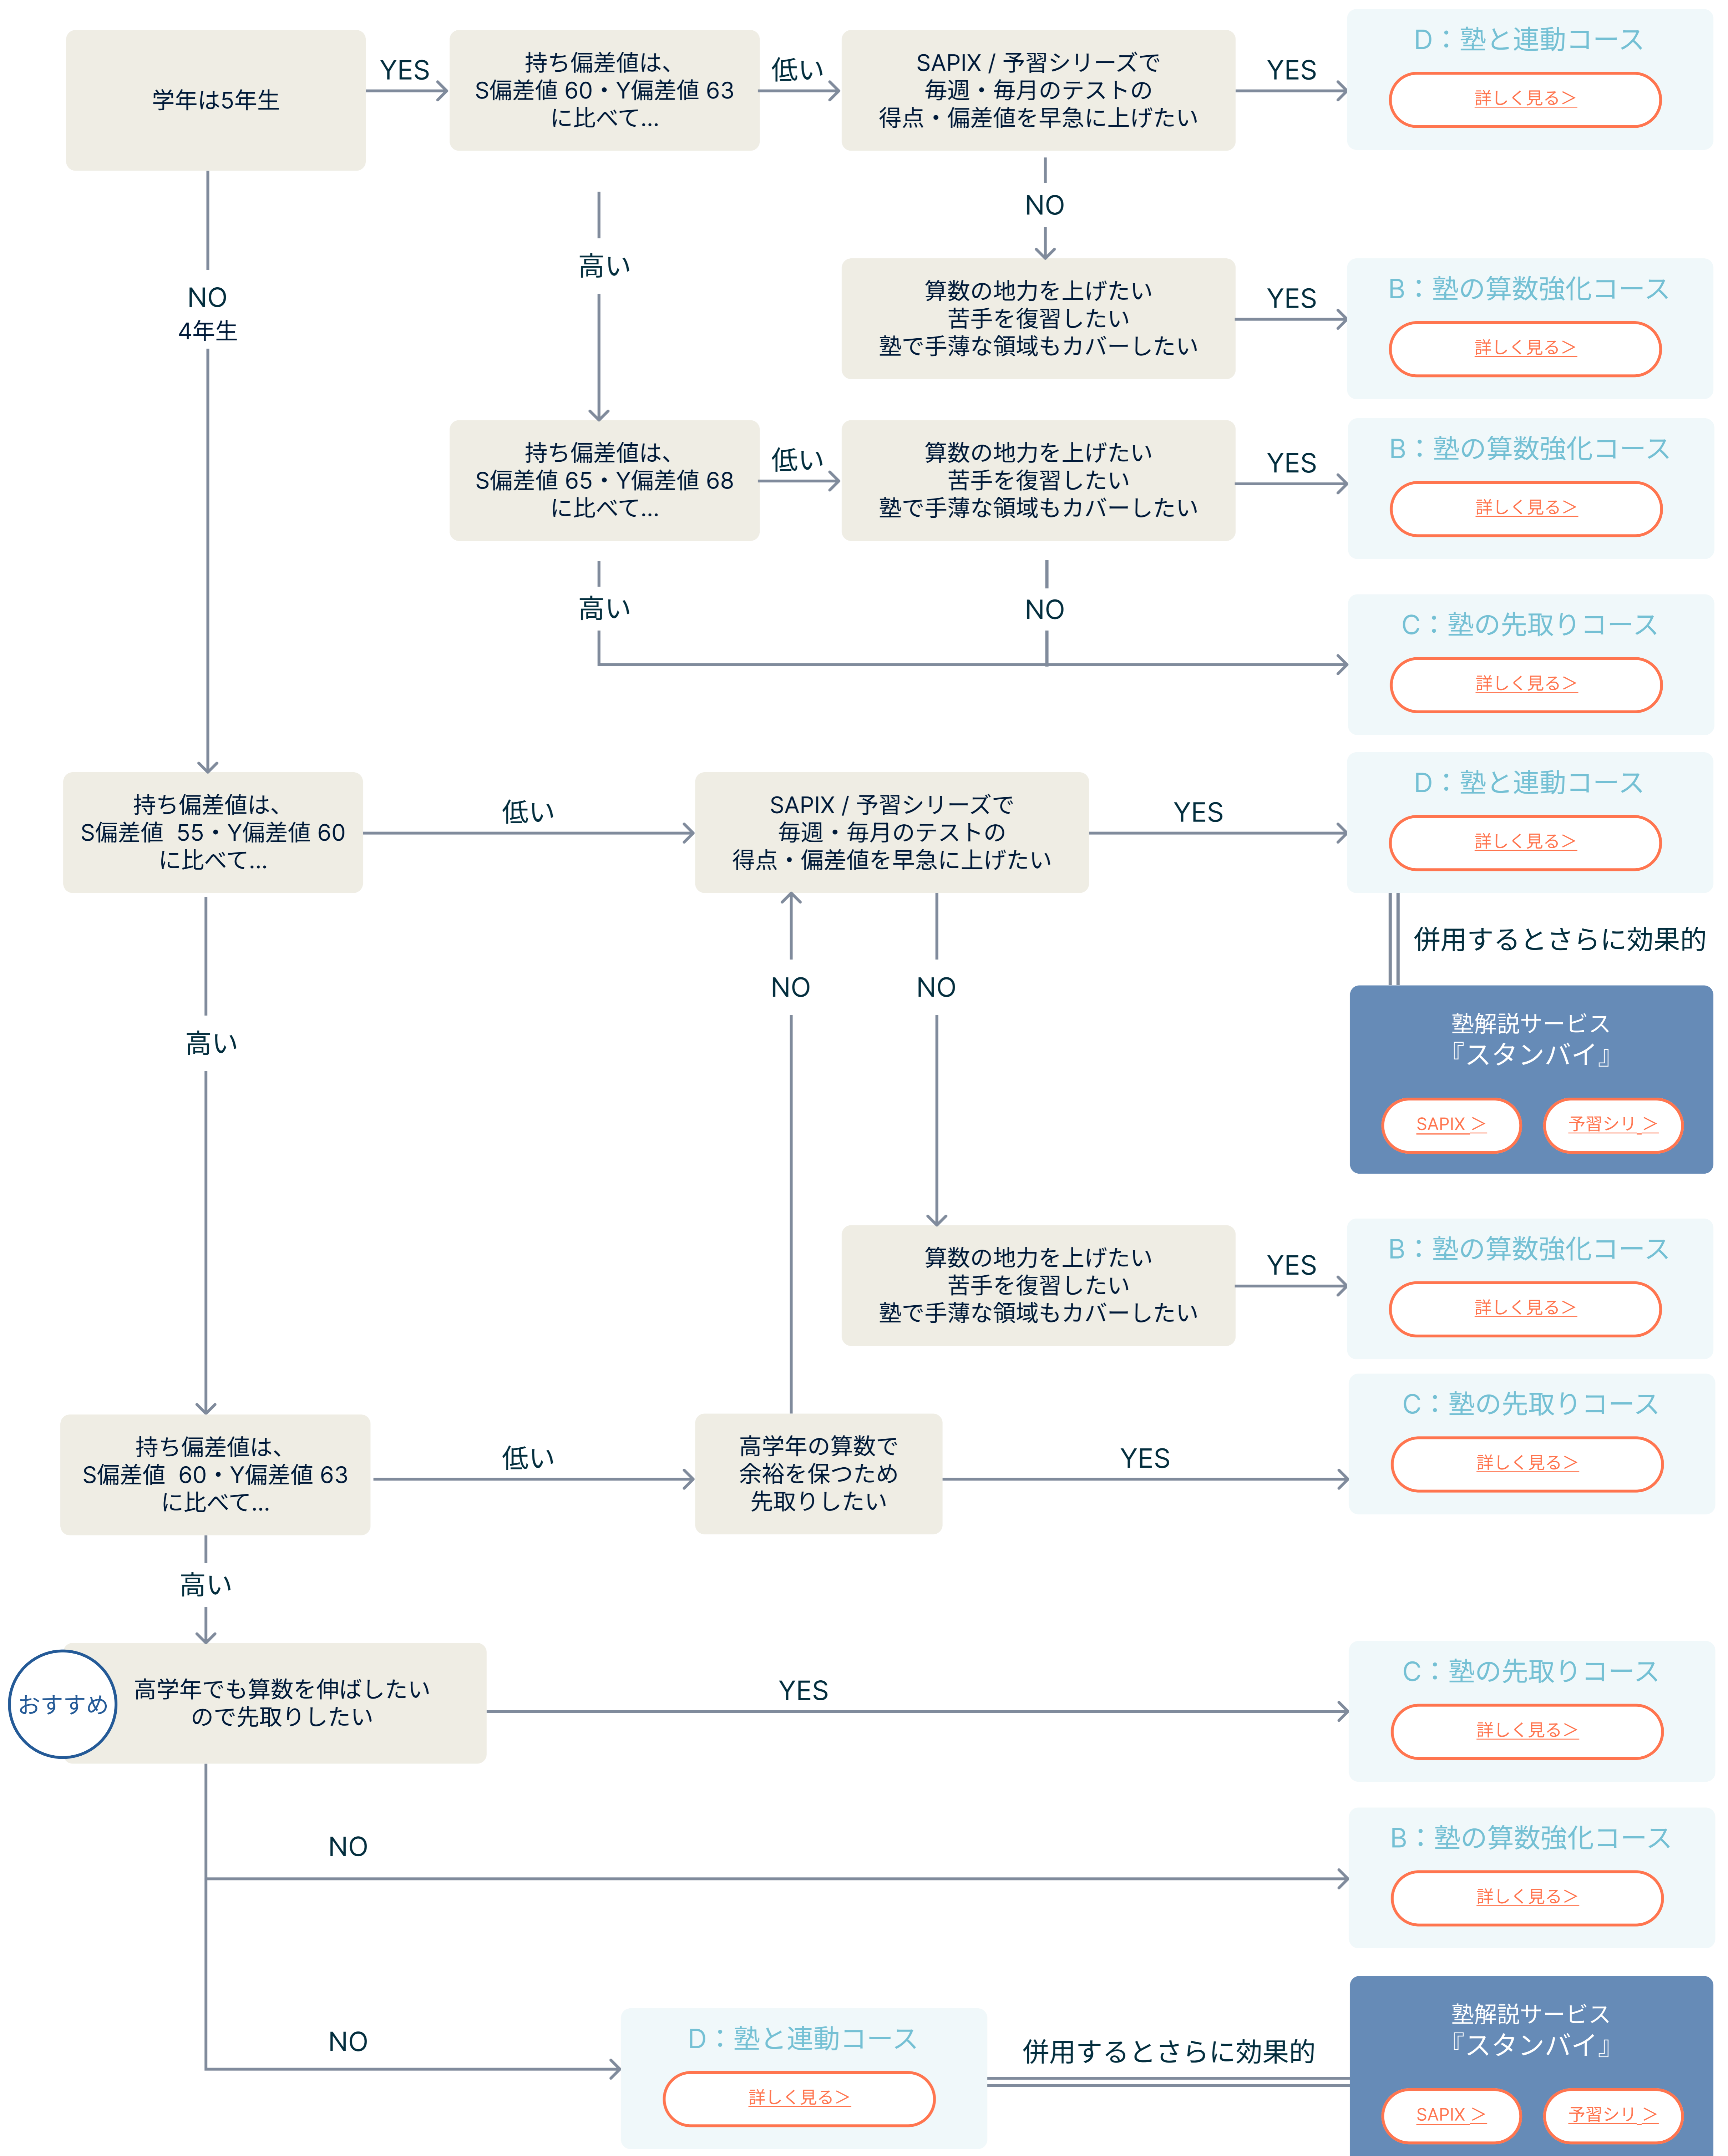 学年は5年生
YES
持ち偏差値は、
S偏差値 60・Y偏差値 63
に比べて...
低い
SAPIX / 予習シリーズで
毎週・毎月のテストの
得点・偏差値を早急に上げたい
YES
D：塾と連動コース
詳しく見る＞
NO
高い
NO
4年生
算数の地力を上げたい
苦手を復習したい
塾で手薄な領域もカバーしたい
YES
B：塾の算数強化コース
詳しく見る＞
持ち偏差値は、
S偏差値 65・Y偏差値 68
に比べて...
低い
算数の地力を上げたい
苦手を復習したい
塾で手薄な領域もカバーしたい
YES
B：塾の算数強化コース
詳しく見る＞
高い
NO
C：塾の先取りコース
詳しく見る＞
持ち偏差値は、
S偏差値 55・Y偏差値 60
に比べて...
低い
SAPIX / 予習シリーズで
毎週・毎月のテストの
得点・偏差値を早急に上げたい
YES
D：塾と連動コース
詳しく見る＞
併用するとさらに効果的
NO
NO
高い
塾解説サービス
『スタンバイ』
SAPIX ＞
予習シリ ＞
算数の地力を上げたい
苦手を復習したい
塾で手薄な領域もカバーしたい
YES
B：塾の算数強化コース
詳しく見る＞
持ち偏差値は、
S偏差値 60・Y偏差値 63
に比べて...
低い
高学年の算数で
余裕を保つため
先取りしたい
YES
C：塾の先取りコース
詳しく見る＞
高い
おすすめ
高学年でも算数を伸ばしたい
ので先取りしたい
YES
C：塾の先取りコース
詳しく見る＞
NO
B：塾の算数強化コース
詳しく見る＞
NO
D：塾と連動コース
詳しく見る＞
併用するとさらに効果的
塾解説サービス
『スタンバイ』
SAPIX ＞
予習シリ ＞